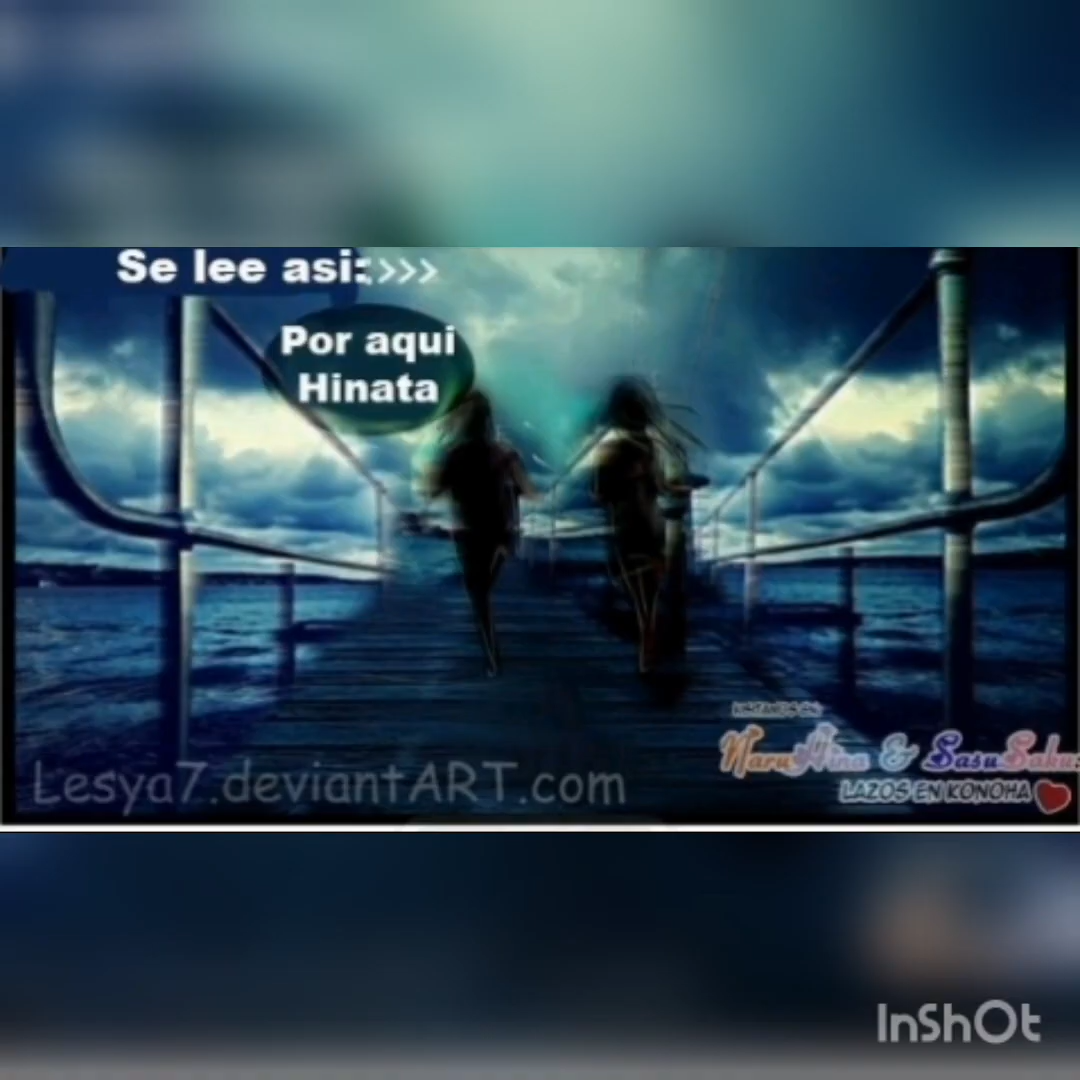 Se lee asi:>>>
Por aqui
Hinata
NaruHina & SasuSaku:
Lesya7.deviantART.com
LAZOS EN KONOHA
InShOt